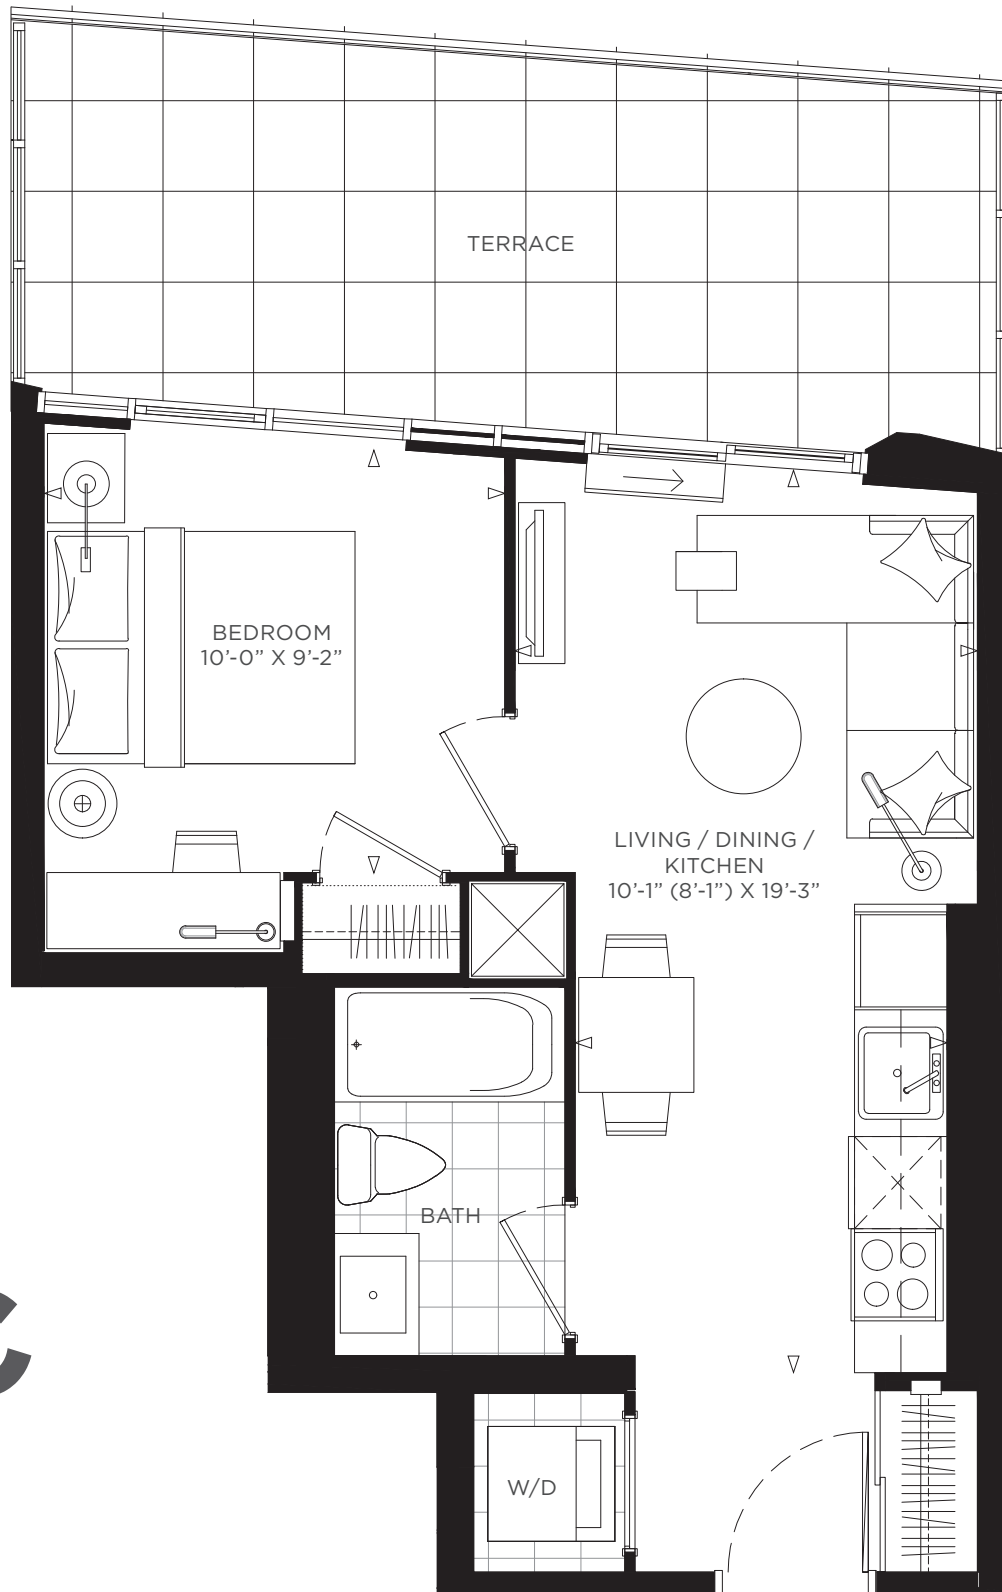 TERRACE
BEDROOM
10’-0” X 9’-2”
LIVING / DINING /
KITCHEN
10’-1” (8’-1”) X 19’-3”
BATH
W/D